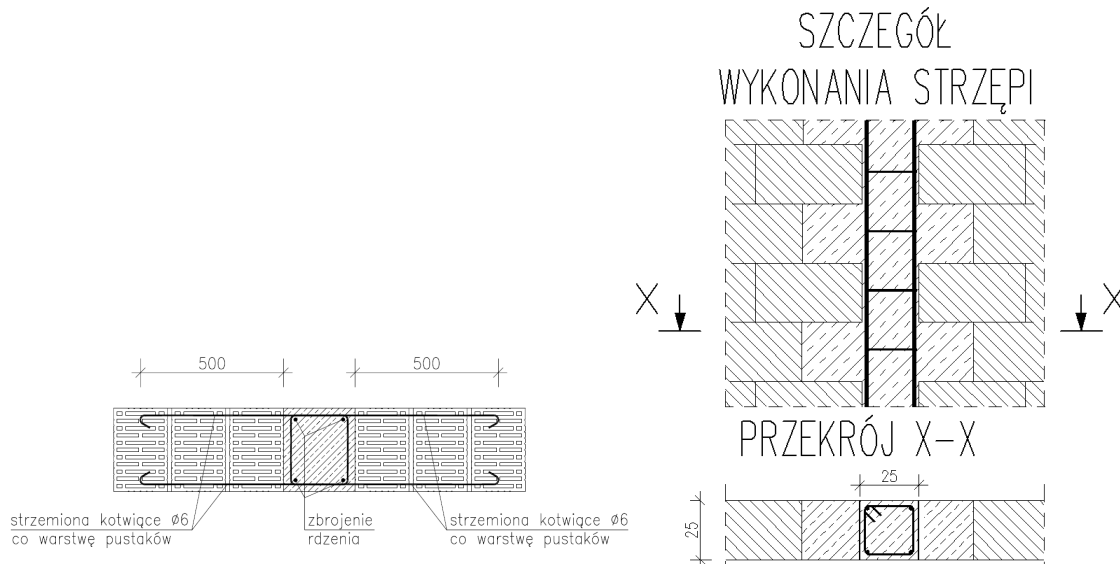 SZCZEGÓŁ
WYKONANIA STRZĘPI
X
X
500
500
strzemiona kotwiące ø6
co warstwę pustaków
zbrojenie
rdzenia
strzemiona kotwiące ø6
co warstwę pustaków
PRZEKRÓJ X-X
25
25